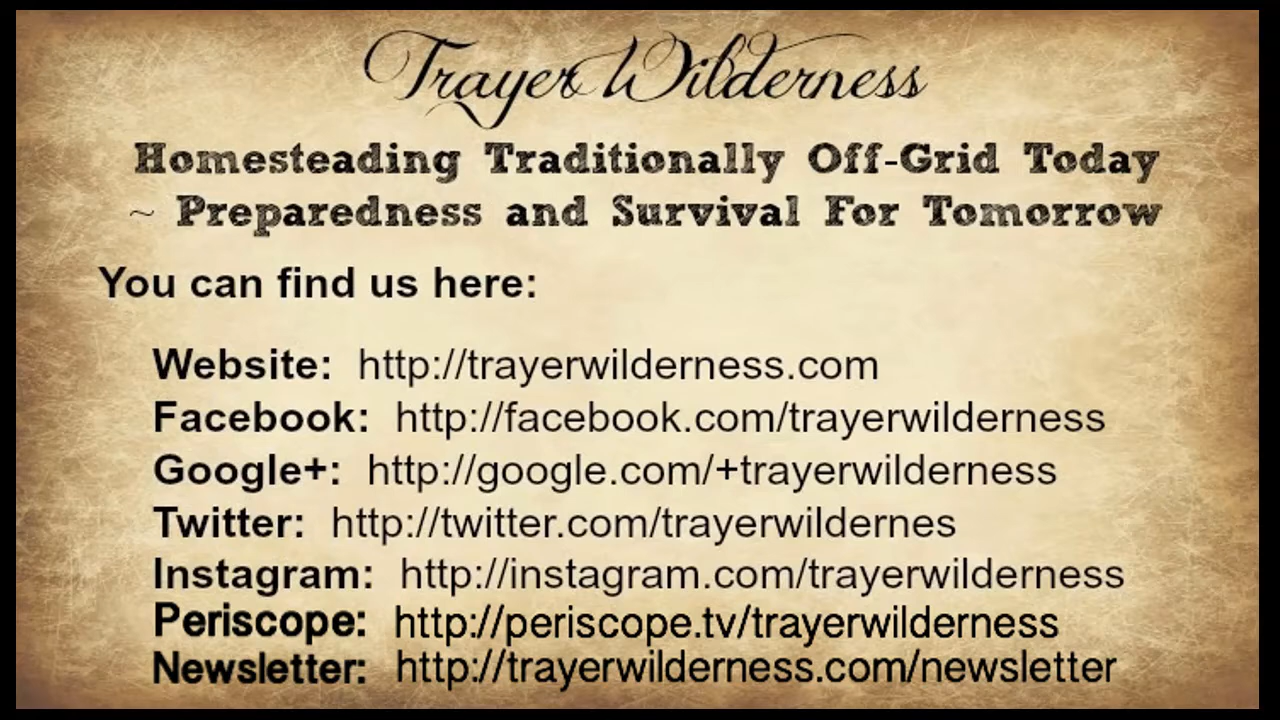 Trayer Wilderness
Homesteading Traditionally Off-Grid Today
~ Preparedness and Survival For Tomorrow
You can find us here:
Website: http://trayerwilderness.com
Facebook: http://facebook.com/trayerwilderness
Google+: http://google.com/+trayerwilderness
Twitter: http://twitter.com/trayerwildernes
Instagram: http://instagram.com/trayerwilderness
Periscope: http://periscope.tv/trayerwilderness
Newsletter: http://trayerwilderness.com/newsletter